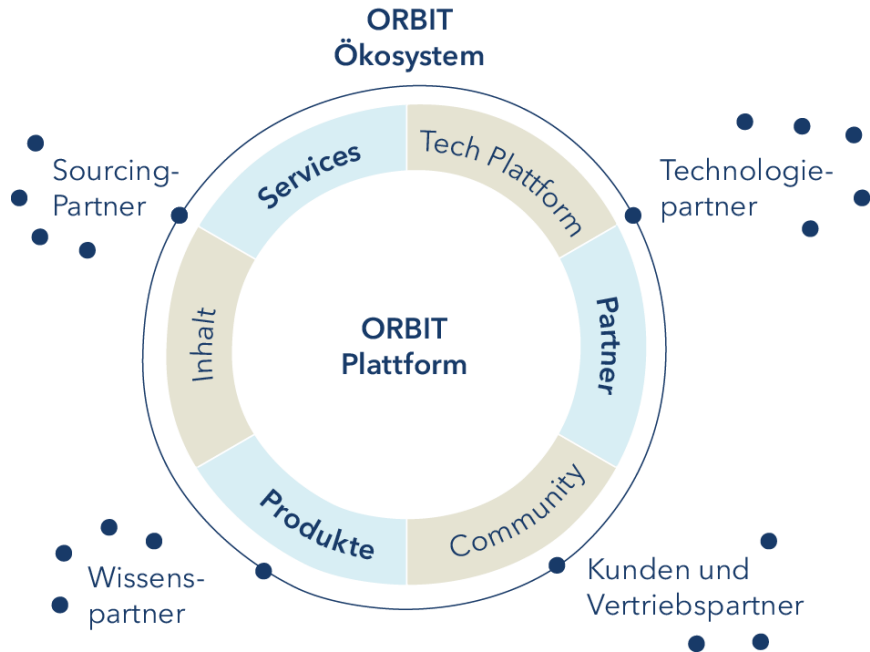 ORBIT
Ökosystem
Sourcing-
Partner
Services
Tech Plattform
Technologie-
partner
Inhalt
ORBIT
Plattform
Partner
Produkte
Community
Wissens-
partner
Kunden und
Vertriebspartner